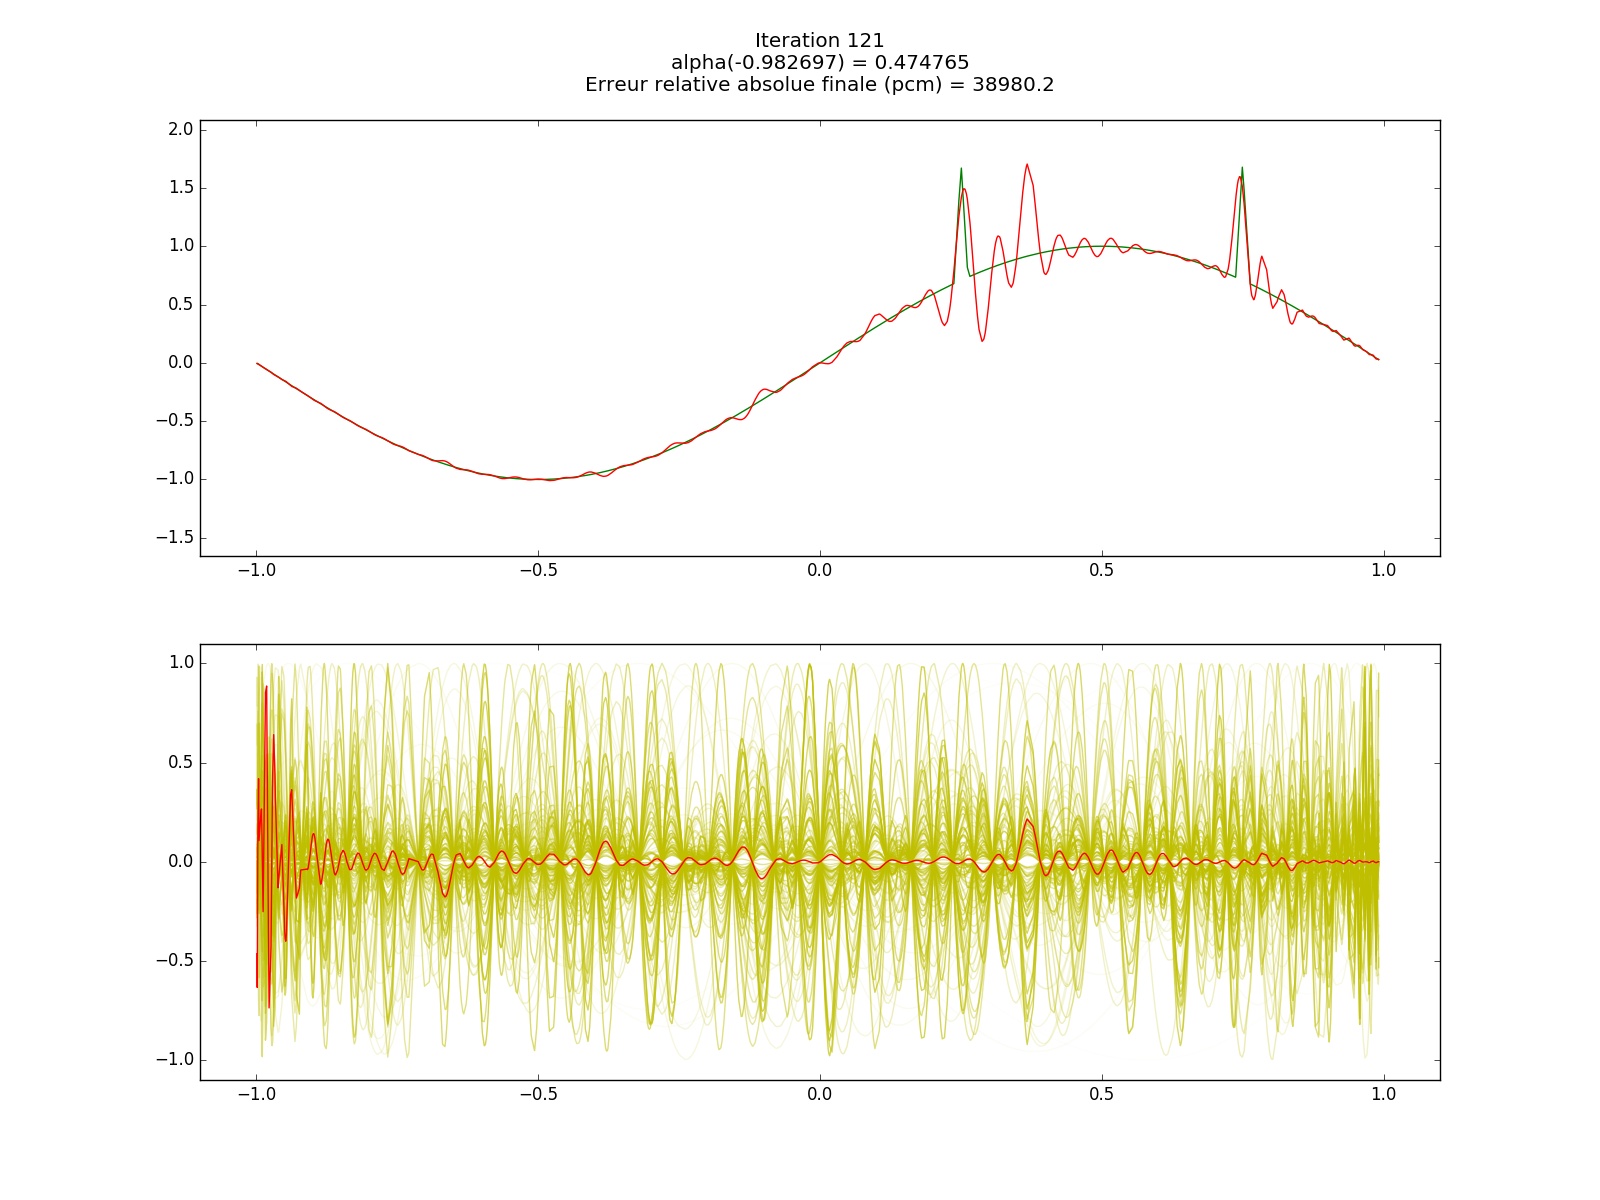 Iteration 121
alpha(-0.982697) = 0.474765
Erreur relative absolue finale (pcm) = 38980.2
2.0
1.5
1.0
0.5
0.0
−0.5
−1.0
−1.5
−1.0 −0.5 0.0 0.5 1.0
1.0
0.5
0.0
−0.5
−1.0
−1.0 −0.5 0.0 0.5 1.0